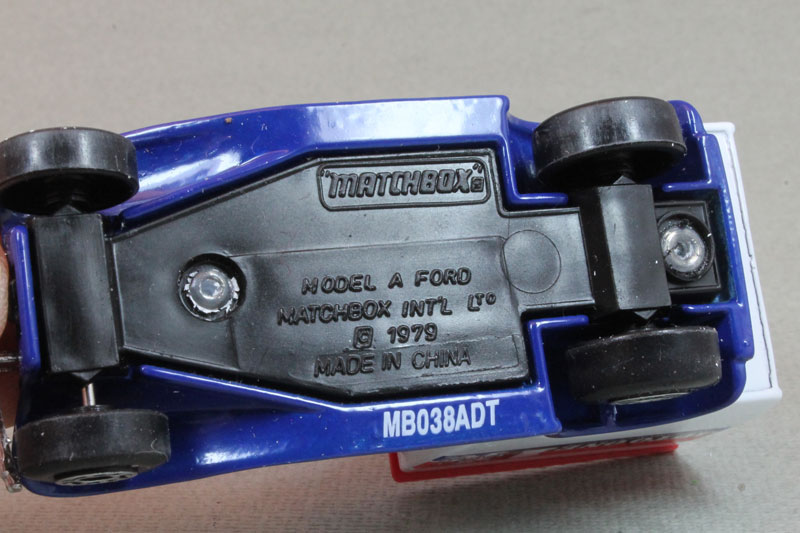 "MATCHBOX"
MODEL A FORD
MATCHBOX INT'L LTD
© 1979
MADE IN CHINA
MB038ADT